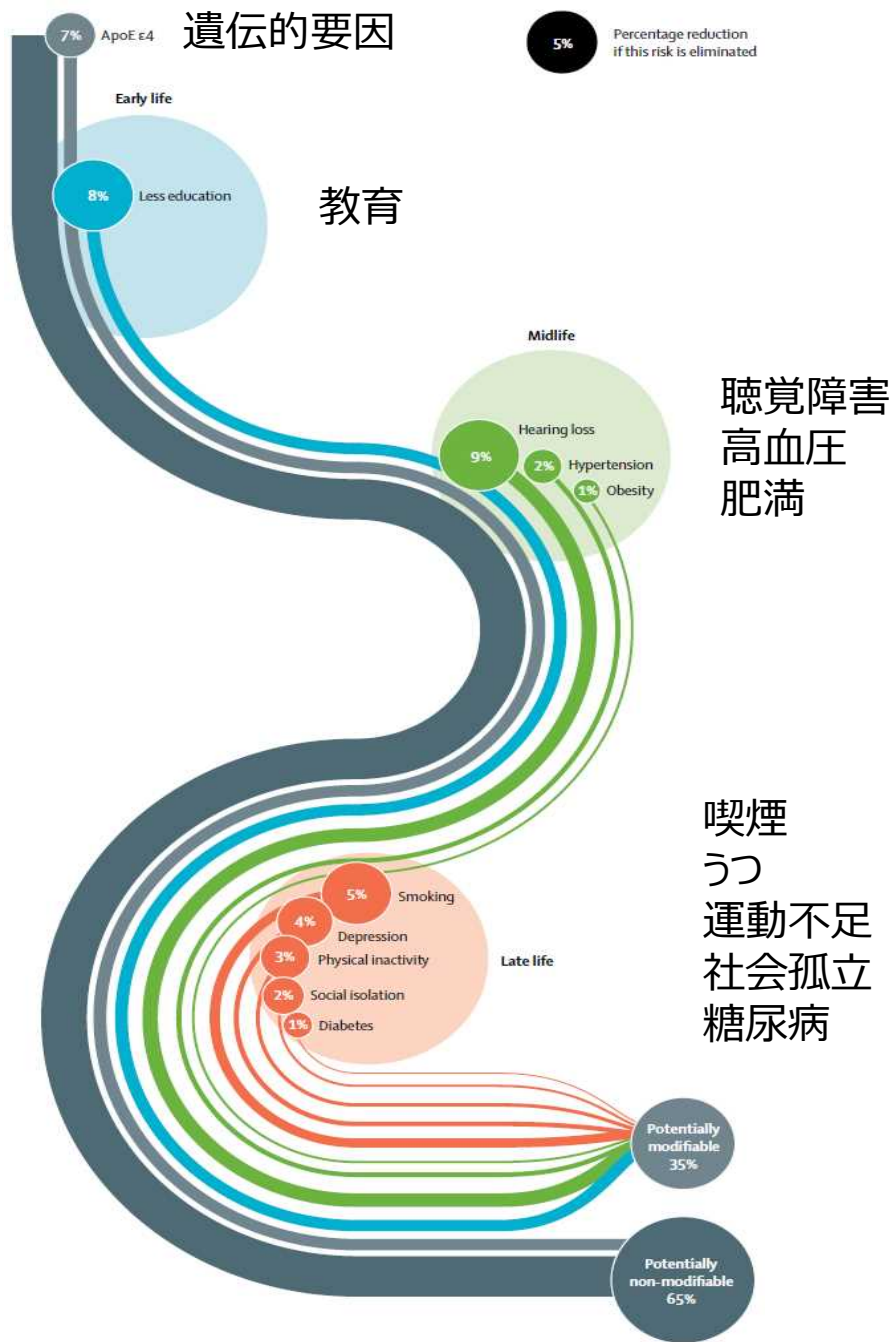 7% ApoE ε4
遺伝的要因
5%
Percentage reduction
if this risk is eliminated
Early life
8% Less education
教育
Midlife
Hearing loss
9%
2% Hypertension
1% Obesity
聴覚障害
高血圧
肥満
5% Smoking
4%
Depression
3% Physical inactivity
Late life
2% Social isolation
1% Diabetes
喫煙
うつ
運動不足
社会孤立
糖尿病
Potentially
modifiable
35%
Potentially
non-modifiable
65%